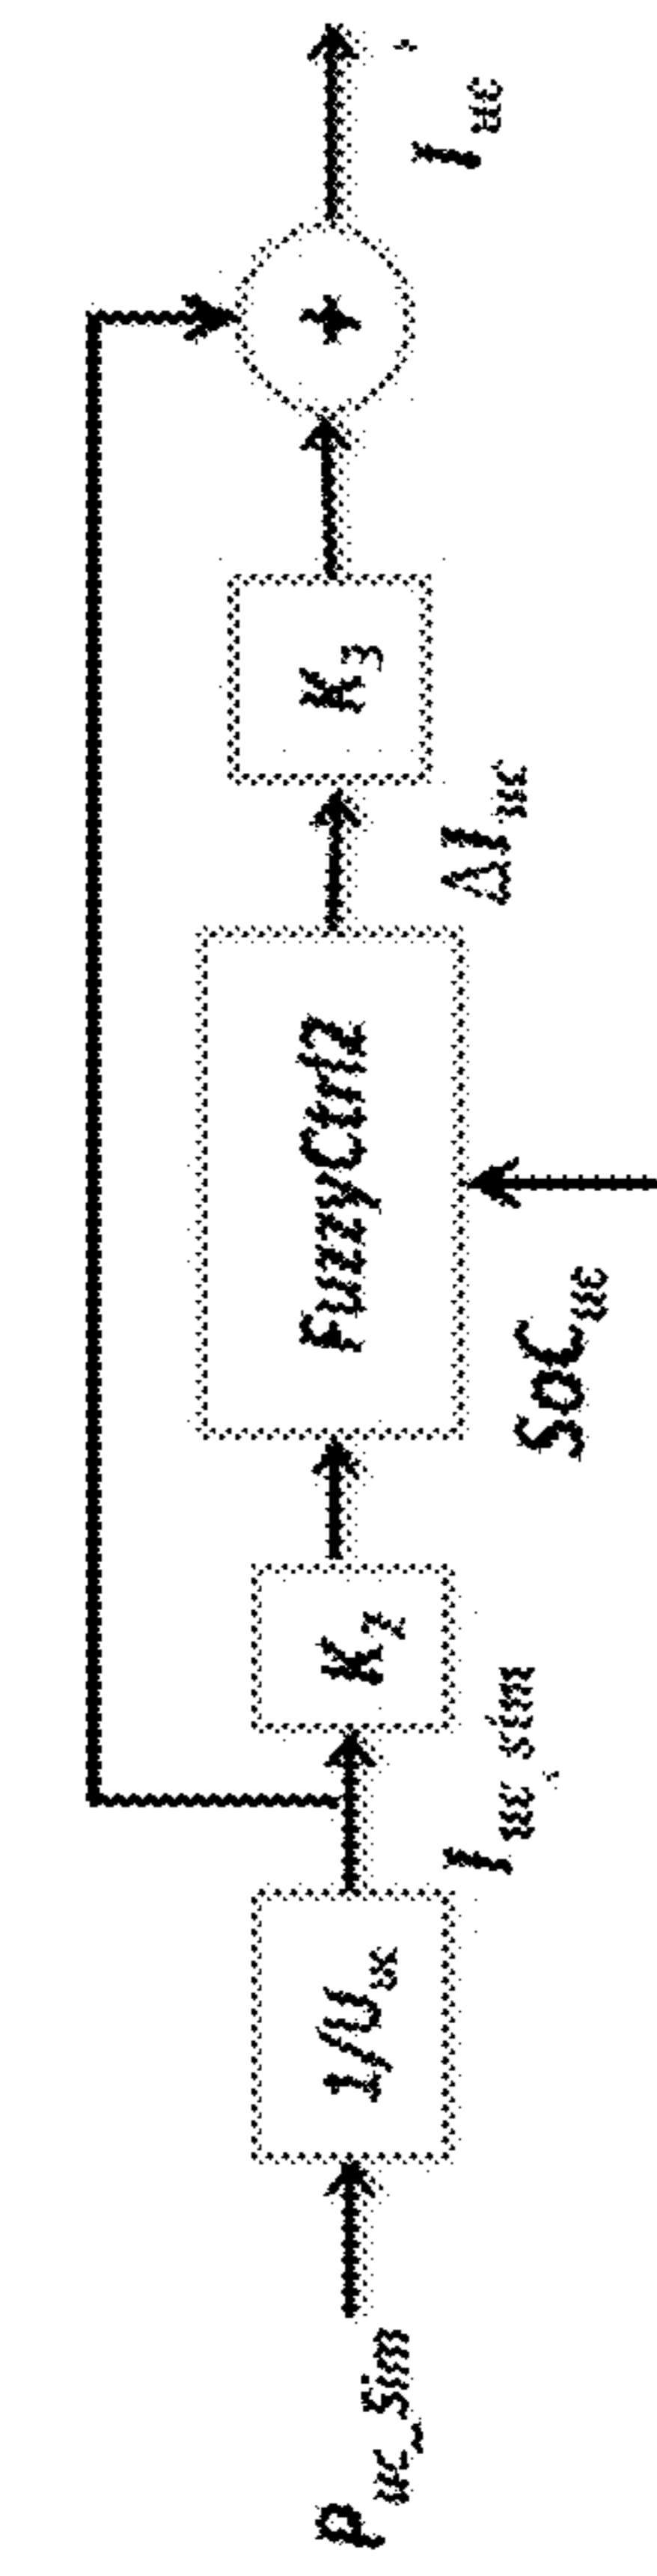 P_uc_Sim
1/U_uc
I_uc_sim
K_2
FuzzyCtrl2
SoC_uc
ΔI_uc
K_3
+
I_uc